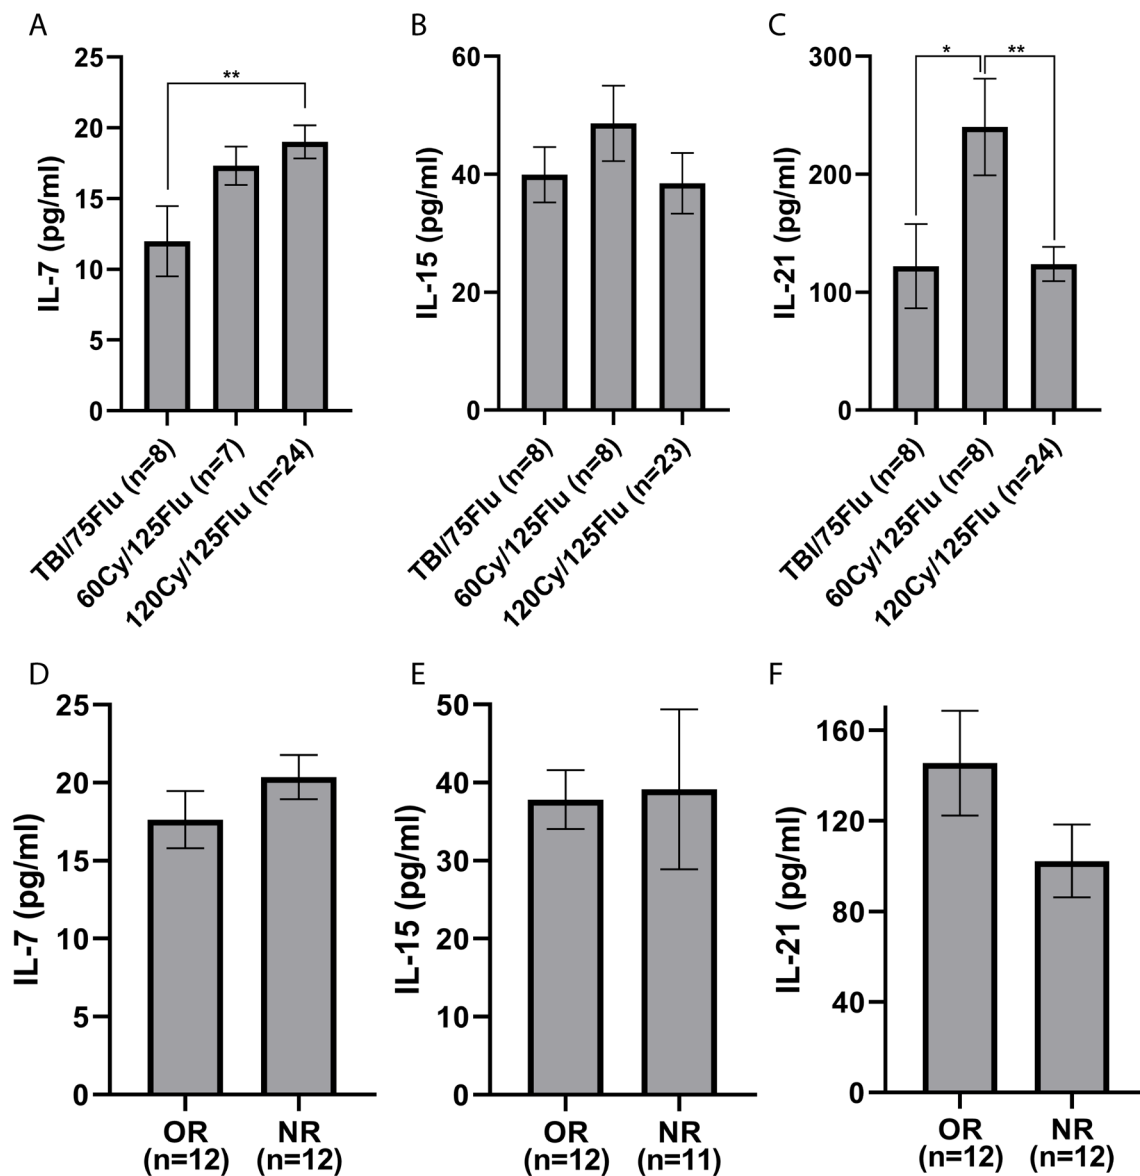 A
IL-7 (pg/ml)
25
20
15
10
5
0
**
TBI/75Flu (n=8)
60Cy/125Flu (n=7)
120Cy/125Flu (n=24)
B
IL-15 (pg/ml)
60
40
20
0
TBI/75Flu (n=8)
60Cy/125Flu (n=8)
120Cy/125Flu (n=23)
C
IL-21 (pg/ml)
300
200
100
0
*
**
TBI/75Flu (n=8)
60Cy/125Flu (n=8)
120Cy/125Flu (n=24)
D
IL-7 (pg/ml)
25
20
15
10
5
0
OR
(n=12)
NR
(n=12)
E
IL-15 (pg/ml)
50
40
30
20
10
0
OR
(n=12)
NR
(n=11)
F
IL-21 (pg/ml)
160
120
80
40
0
OR
(n=12)
NR
(n=12)